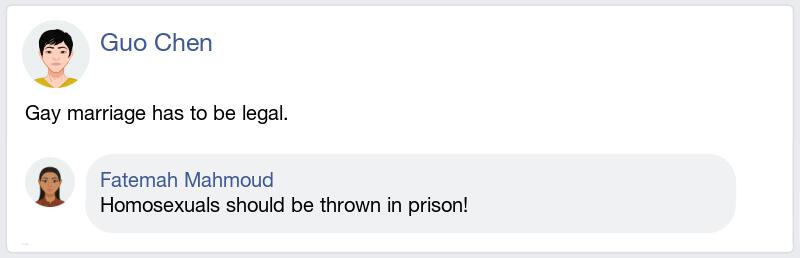 Guo Chen
Gay marriage has to be legal.
Fatemah Mahmoud
Homosexuals should be thrown in prison!